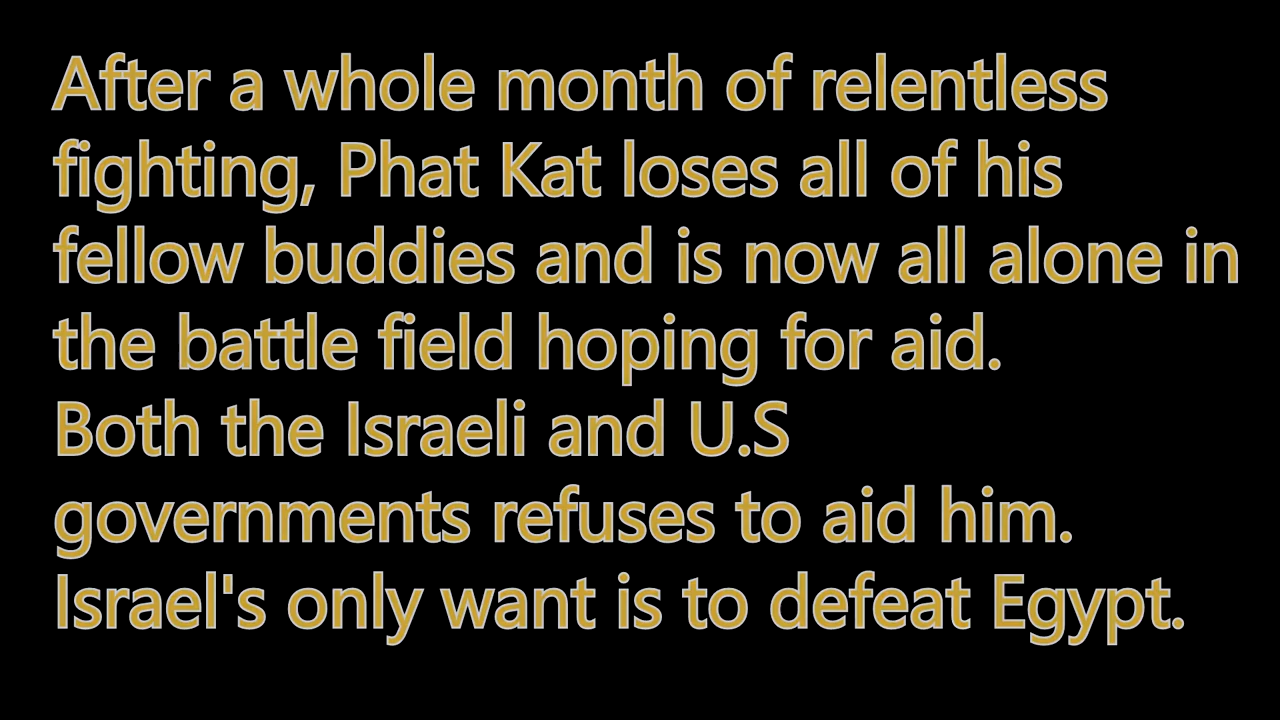 After a whole month of relentless
fighting, Phat Kat loses all of his
fellow buddies and is now all alone in
the battle field hoping for aid.
Both the Israeli and U.S
governments refuses to aid him.
Israel's only want is to defeat Egypt.